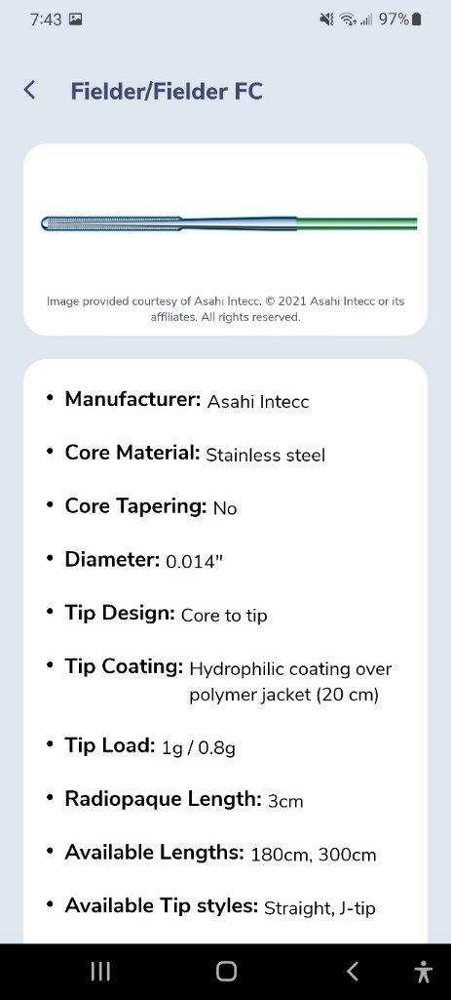 7:43
97%
Fielder/Fielder FC
Image provided courtesy of Asahi Intecc. © 2021 Asahi Intecc or its
affiliates. All rights reserved.
• Manufacturer: Asahi Intecc
• Core Material: Stainless steel
• Core Tapering: No
• Diameter: 0.014"
• Tip Design: Core to tip
• Tip Coating: Hydrophilic coating over
polymer jacket (20 cm)
• Tip Load: 1g / 0.8g
• Radiopaque Length: 3cm
• Available Lengths: 180cm, 300cm
• Available Tip styles: Straight, J-tip